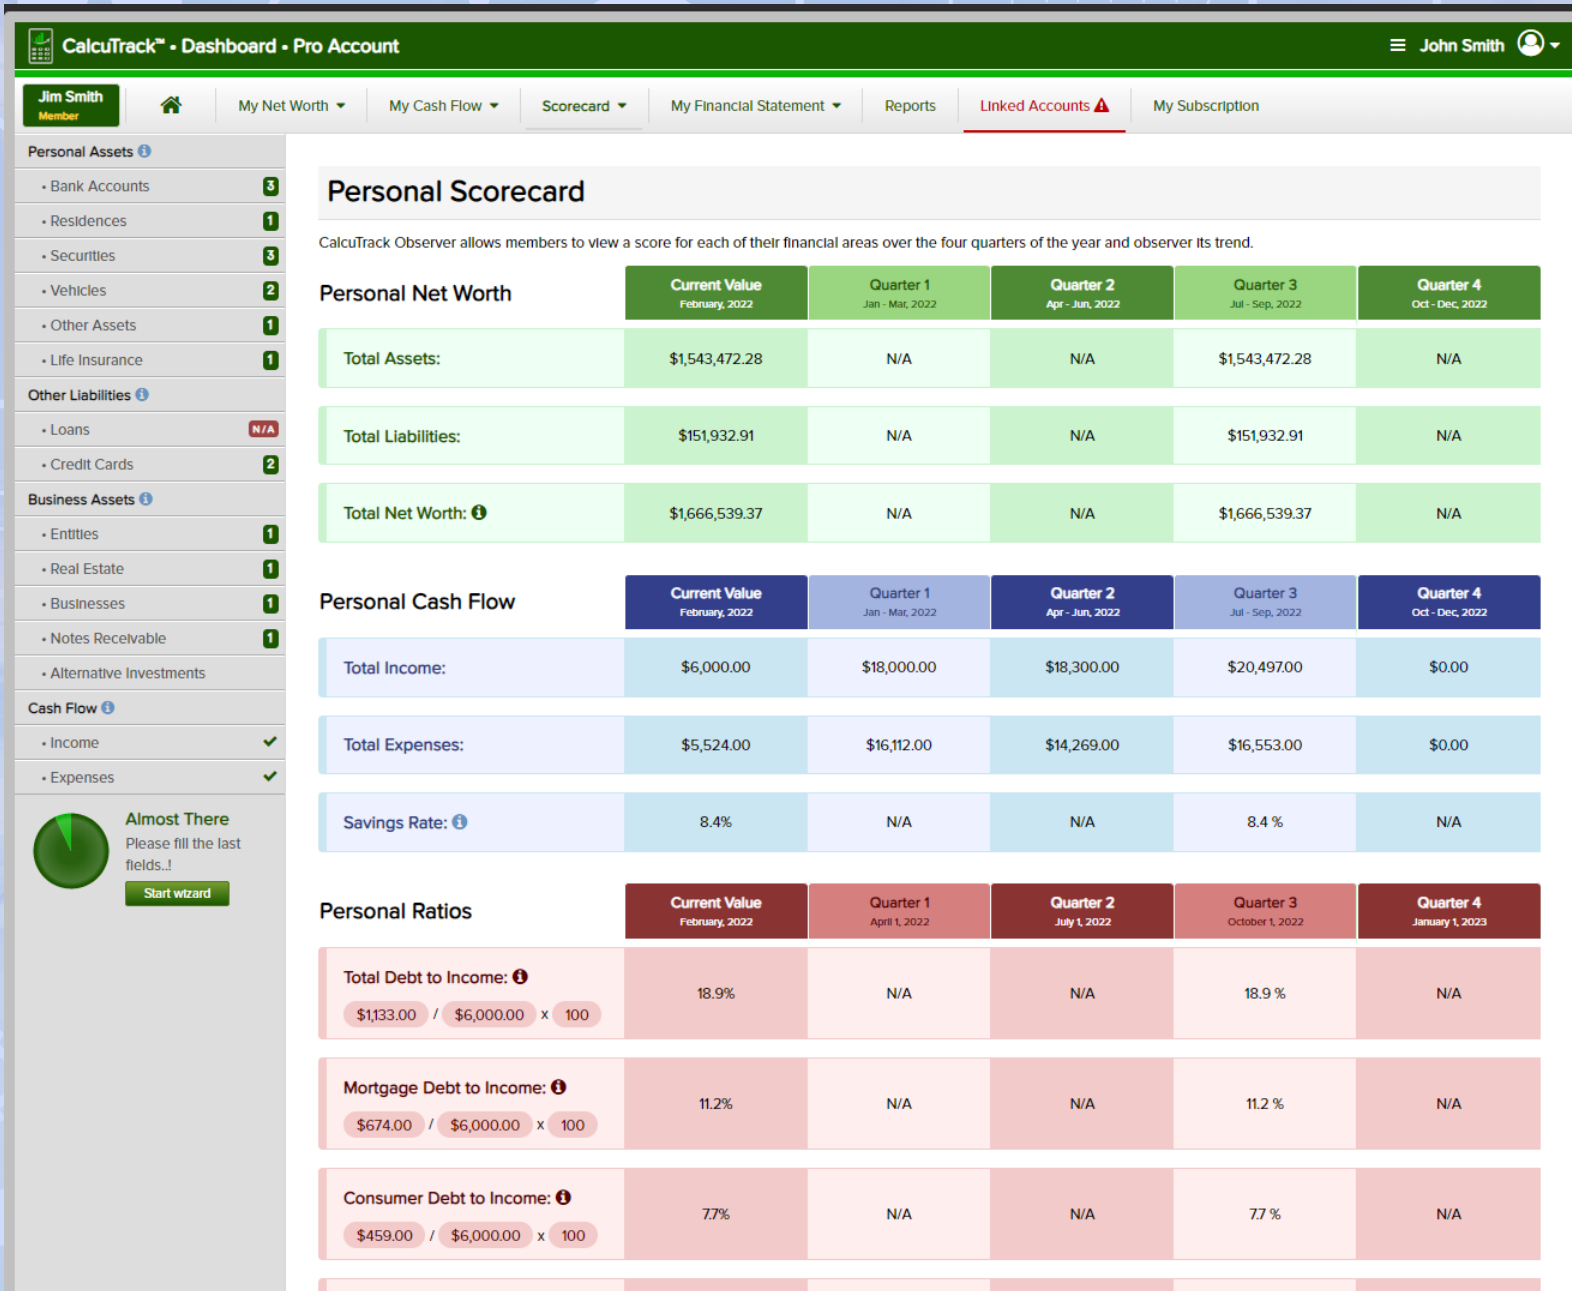 CalcuTrack™ • Dashboard • Pro Account
John Smith
Jim Smith
Member
My Net Worth
My Cash Flow
Scorecard
My Financial Statement
Reports
Linked Accounts
My Subscription
Personal Assets
• Bank Accounts 3
• Residences 1
• Securities 3
• Vehicles 2
• Other Assets 1
• Life Insurance 1
Other Liabilities
• Loans N/A
• Credit Cards 2
Business Assets
• Entities 1
• Real Estate 1
• Businesses 1
• Notes Receivable 1
• Alternative Investments
Cash Flow
• Income
• Expenses
Almost There
Please fill the last
fields..!
Start wizard
Personal Scorecard
CalcuTrack Observer allows members to view a score for each of their financial areas over the four quarters of the year and observer its trend.
Personal Net Worth
Current Value Quarter 1 Quarter 2 Quarter 3 Quarter 4
February, 2022 Jan - Mar, 2022 Apr - Jun, 2022 Jul - Sep, 2022 Oct - Dec, 2022
Total Assets: $1,543,472.28 N/A N/A $1,543,472.28 N/A
Total Liabilities: $151,932.91 N/A N/A $151,932.91 N/A
Total Net Worth: $1,666,539.37 N/A N/A $1,666,539.37 N/A
Personal Cash Flow
Current Value Quarter 1 Quarter 2 Quarter 3 Quarter 4
February, 2022 Jan - Mar, 2022 Apr - Jun, 2022 Jul - Sep, 2022 Oct - Dec, 2022
Total Income: $6,000.00 $18,000.00 $18,300.00 $20,497.00 $0.00
Total Expenses: $5,524.00 $16,112.00 $14,269.00 $16,553.00 $0.00
Savings Rate: 8.4% N/A N/A 8.4 % N/A
Personal Ratios
Current Value Quarter 1 Quarter 2 Quarter 3 Quarter 4
February, 2022 April 1, 2022 July 1, 2022 October 1, 2022 January 1, 2023
Total Debt to Income:
$1,133.00 / $6,000.00 x 100
18.9% N/A N/A 18.9 % N/A
Mortgage Debt to Income:
$674.00 / $6,000.00 x 100
11.2% N/A N/A 11.2 % N/A
Consumer Debt to Income:
$459.00 / $6,000.00 x 100
7.7% N/A N/A 7.7 % N/A